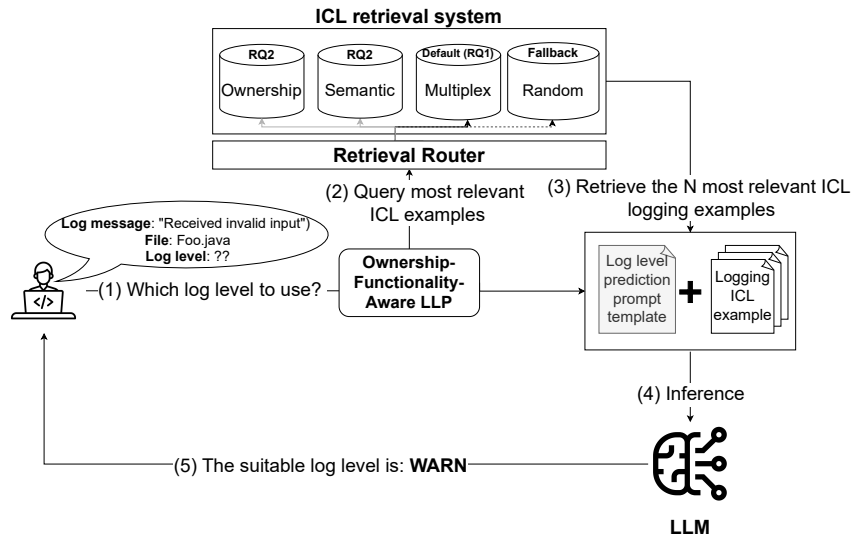 ICL retrieval system
RQ2
Ownership
RQ2
Semantic
Default (RQ1)
Multiplex
Fallback
Random
Retrieval Router
(2) Query most relevant
ICL examples
(3) Retrieve the N most relevant ICL
logging examples
Log message: "Received invalid input")
File: Foo.java
Log level: ??
</>
(1) Which log level to use?
Ownership-
Functionality-
Aware LLP
Log level
prediction
prompt
template
+
Logging
ICL
example
(4) Inference
(5) The suitable log level is: WARN
LLM